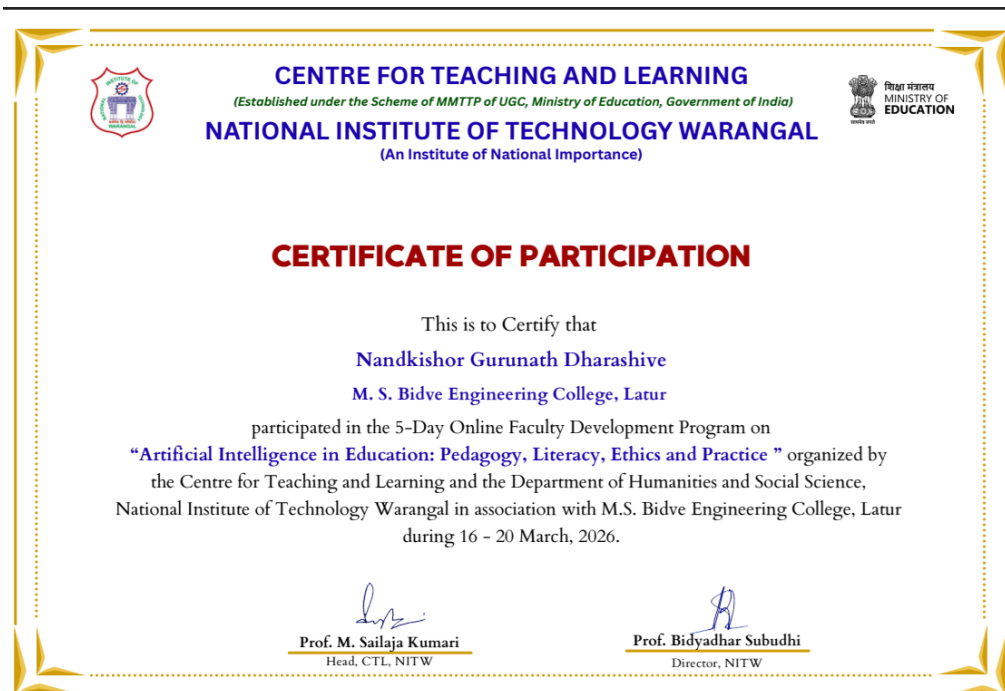 CENTRE FOR TEACHING AND LEARNING
(Established under the Scheme of MMTTP of UGC, Ministry of Education, Government of India)
NATIONAL INSTITUTE OF TECHNOLOGY WARANGAL
(An Institute of National Importance)
शिक्षा मंत्रालय
MINISTRY OF
EDUCATION
CERTIFICATE OF PARTICIPATION
This is to Certify that
Nandkishor Gurunath Dharashive
M. S. Bidve Engineering College, Latur
participated in the 5-Day Online Faculty Development Program on
“Artificial Intelligence in Education: Pedagogy, Literacy, Ethics and Practice ” organized by
the Centre for Teaching and Learning and the Department of Humanities and Social Science,
National Institute of Technology Warangal in association with M.S. Bidve Engineering College, Latur
during 16 - 20 March, 2026.
Prof. M. Sailaja Kumari
Head, CTL, NITW
Prof. Bidyadhar Subudhi
Director, NITW